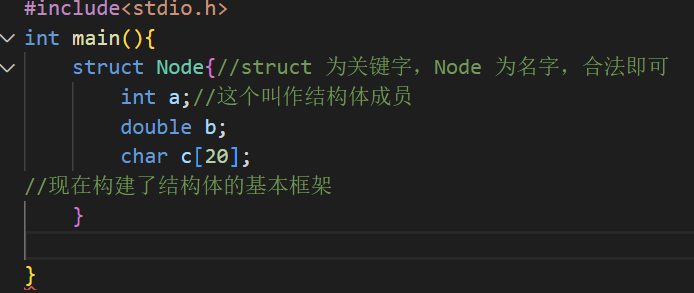 #include<stdio.h>
int main(){
    struct Node{//struct 为关键字，Node 为名字，合法即可
        int a;//这个叫作结构体成员
        double b;
        char c[20];
//现在构建了结构体的基本框架
    }
}